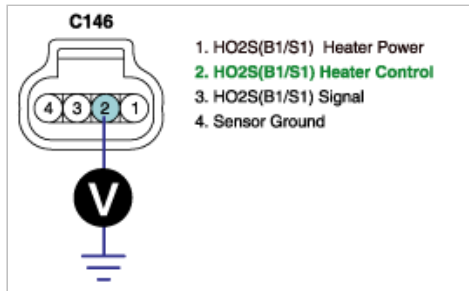 C146
1. HO2S(B1/S1) Heater Power
2. HO2S(B1/S1) Heater Control
3. HO2S(B1/S1) Signal
4. Sensor Ground
4 3 2 1
V